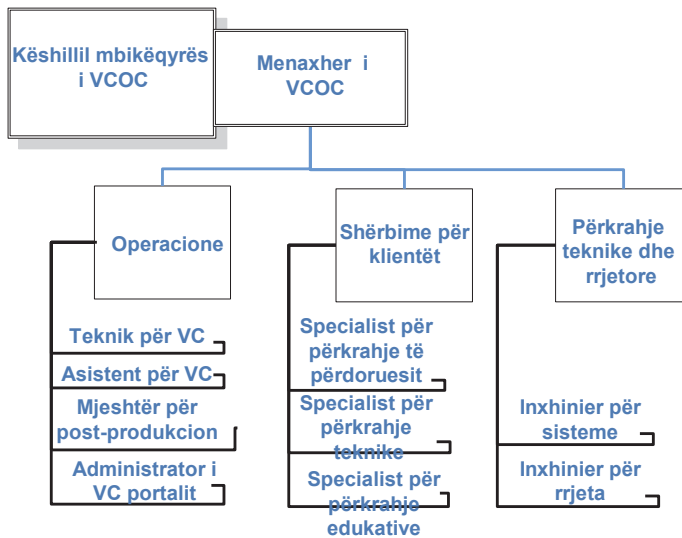 Këshillil mbikëqyrës
i VCOC
Menaxher i
VCOC
Operacione
Teknik për VC
Asistent për VC
Mjeshtër për
post-produkcion
Administrator i
VC portalit
Shërbime për
klientët
Specialist për
përkrahje të
përdoruesit
Specialist për
përkrahje
teknike
Specialist për
përkrahje
edukative
Përkrahje
teknike dhe
rrjetore
Inxhinier për
sisteme
Inxhinier për
rrjeta